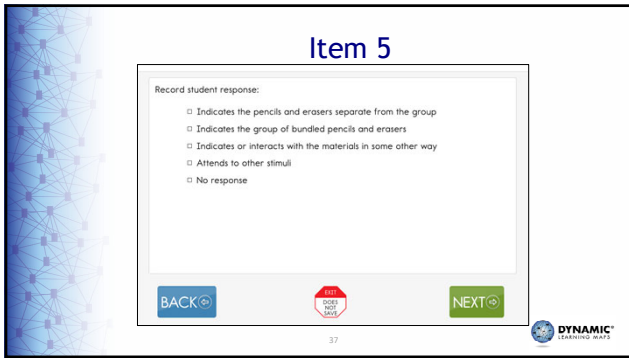 Item 5
Record student response:
□ Indicates the pencils and erasers separate from the group
□ Indicates the group of bundled pencils and erasers
□ Indicates or interacts with the materials in some other way
□ Attends to other stimuli
□ No response
BACK
EXIT
DOES
NOT
SAVE
NEXT
37
DYNAMIC®
LEARNING MAPS